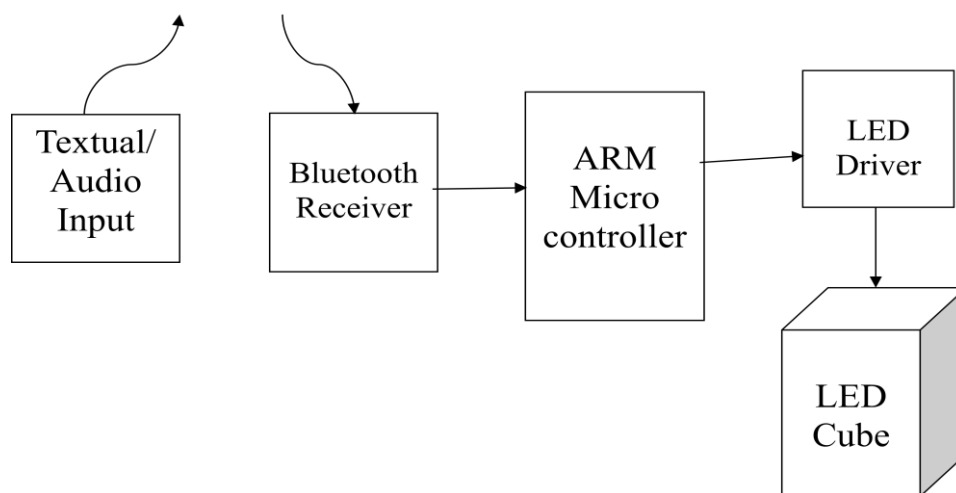 Textual/
Audio
Input
Bluetooth
Receiver
ARM
Micro
controller
LED
Driver
LED
Cube